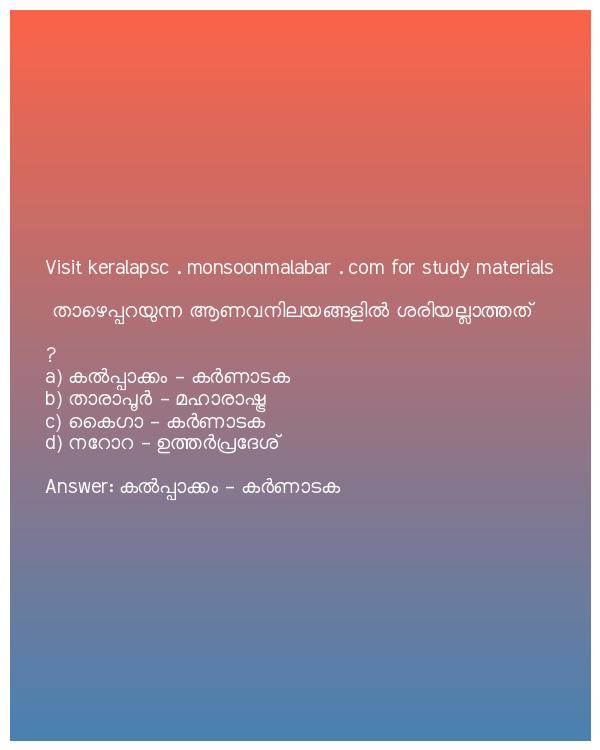 Visit keralapsc . monsoonmalabar . com for study materials
താഴെപ്പറയുന്ന ആണവനിലയങ്ങളിൽ ശരിയല്ലാത്തത്
?
a) കൽപ്പാക്കം - കർണാടക
b) താരാപൂർ - മഹാരാഷ്ട്ര
c) കൈഗാ - കർണാടക
d) നറോറ - ഉത്തർപ്രദേശ്
Answer: കൽപ്പാക്കം - കർണാടക